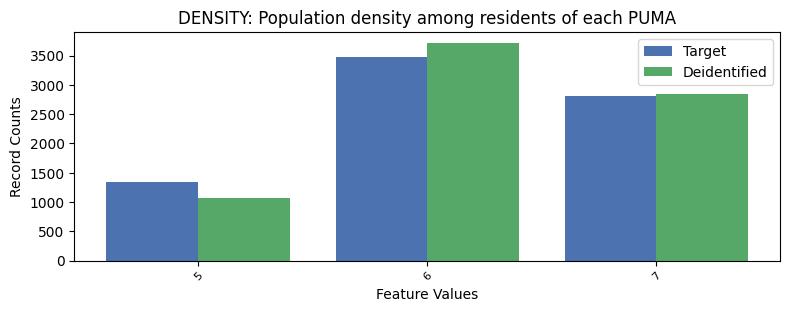 DENSITY: Population density among residents of each PUMA
Record Counts
3500
3000
2500
2000
1500
1000
500
0
Target
Deidentified
5
6
7
Feature Values